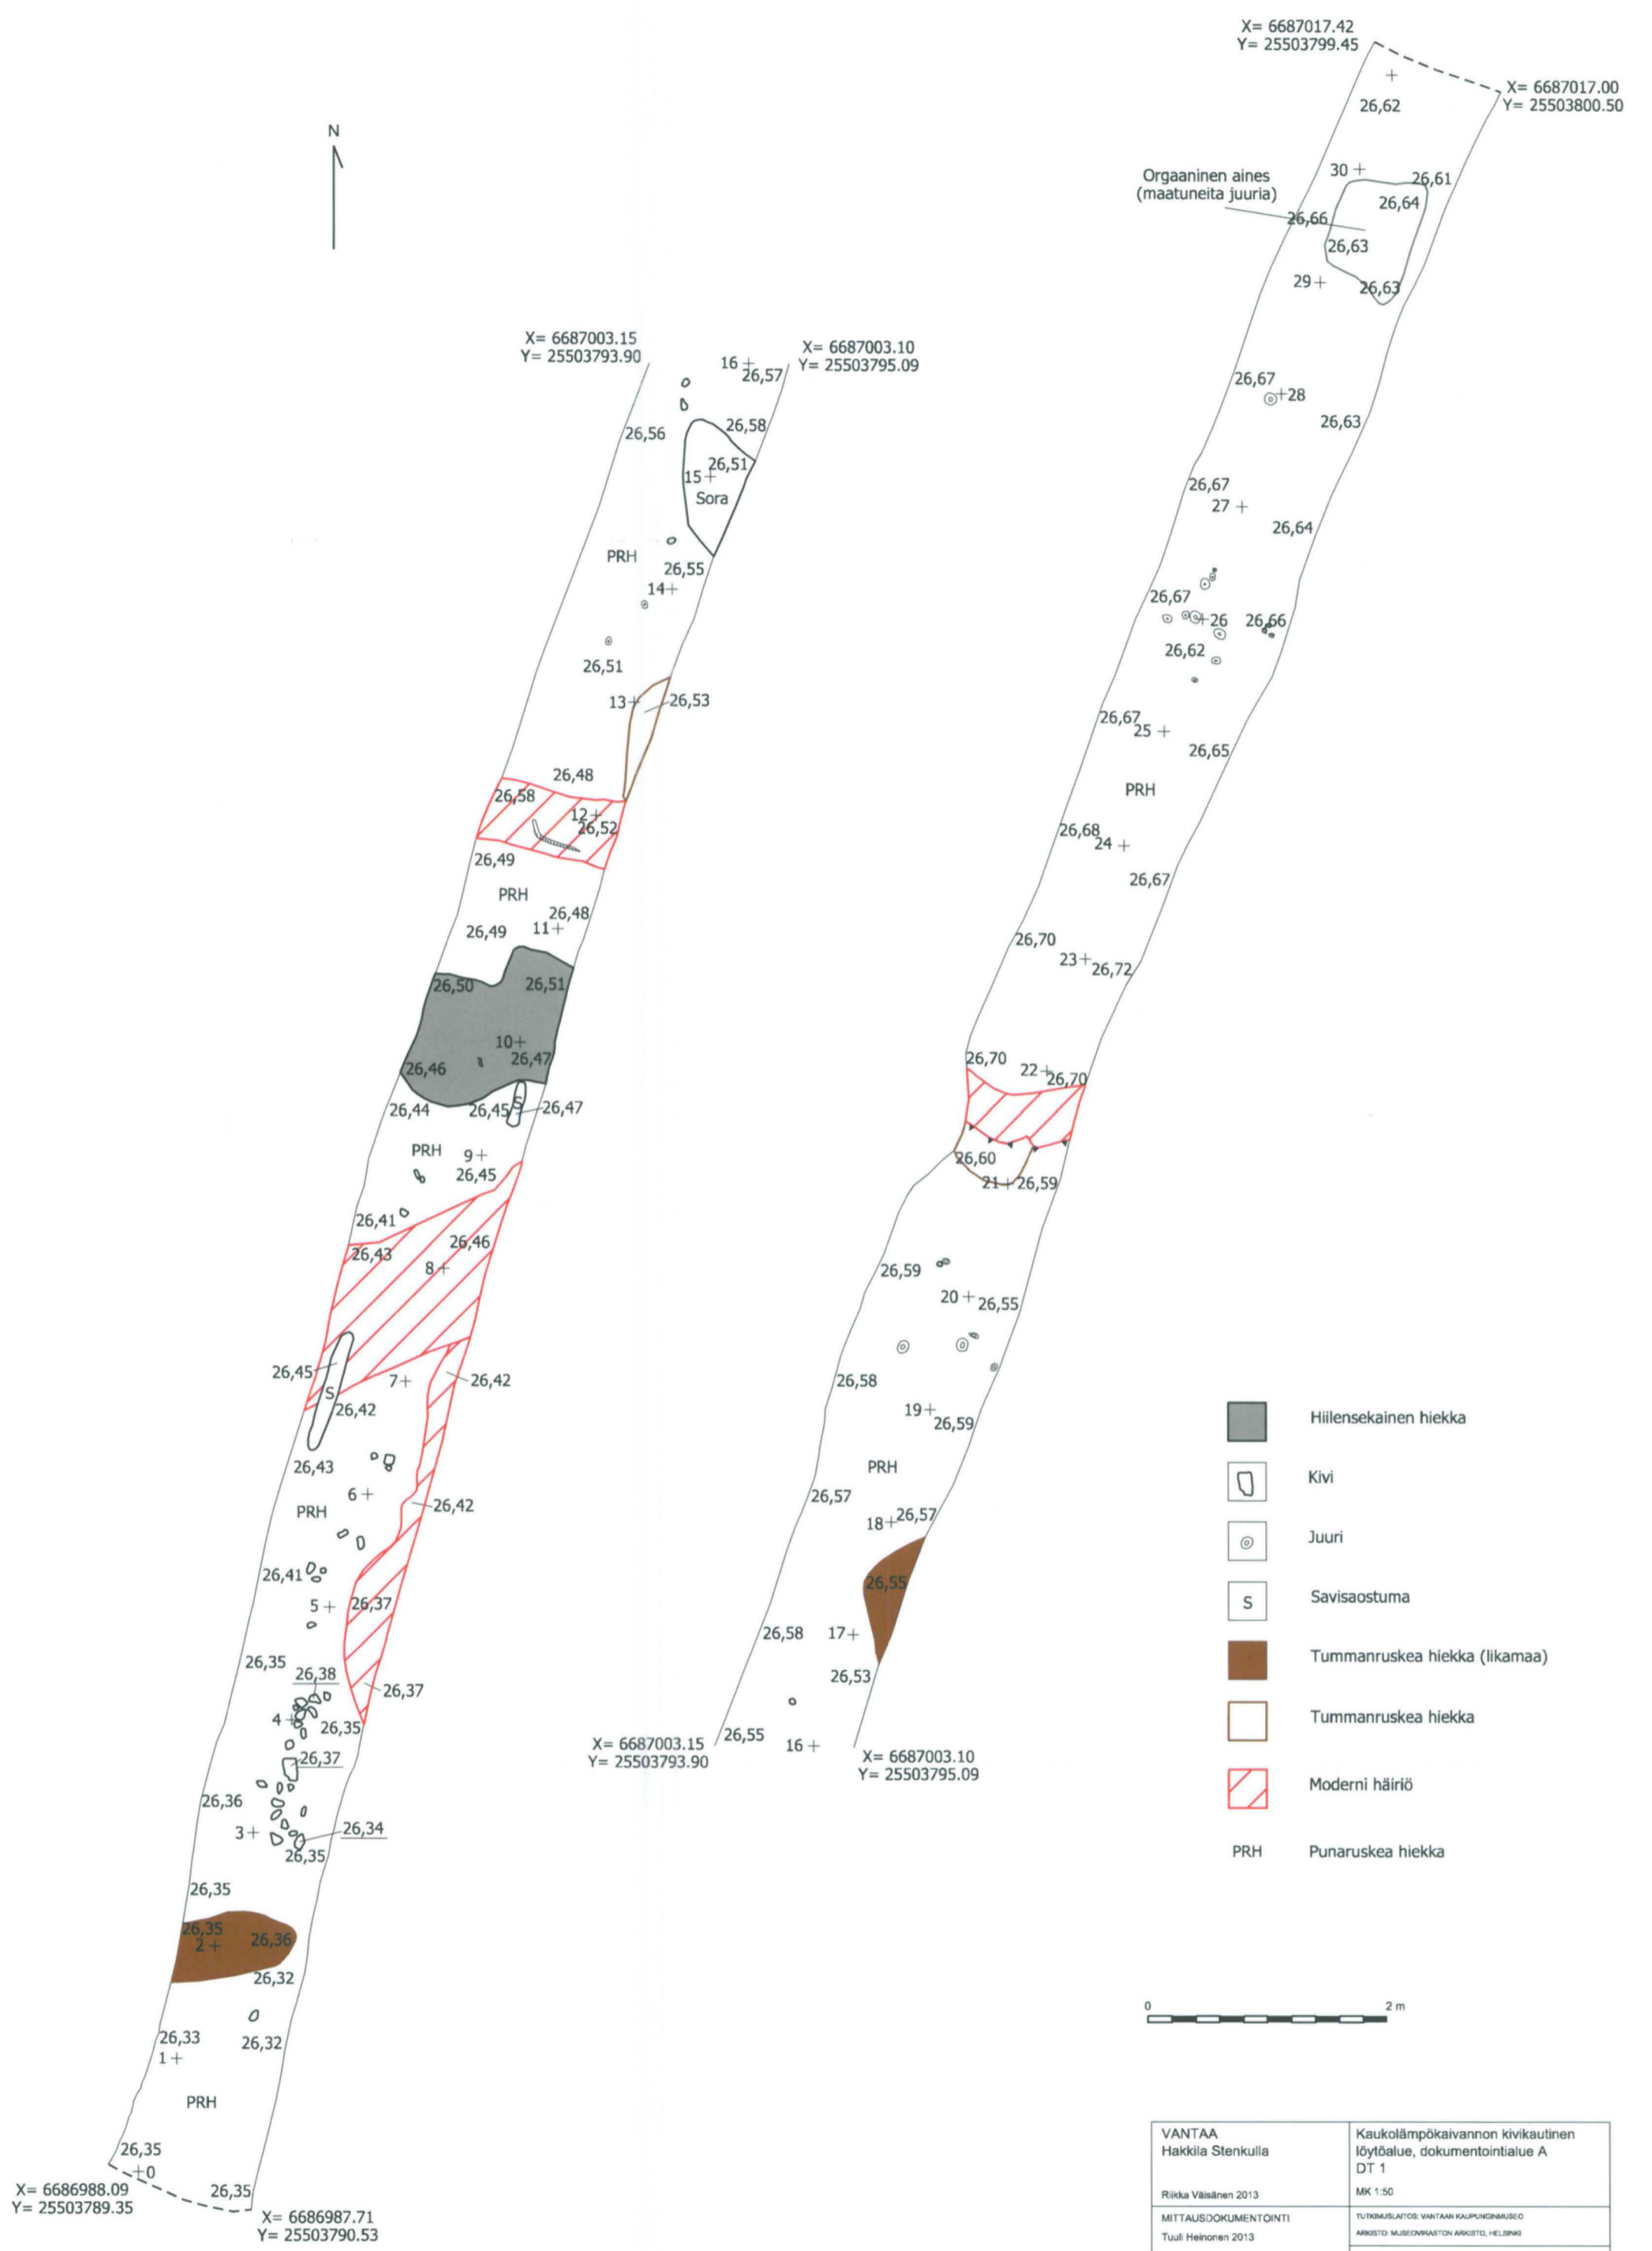 X= 6687017.42
Y= 25503799.45
X= 6687017.00
Y= 25503800.50
26,62
N
30
Orgaaninen aines
(maatuneita juuria)
26,61
26,64
26,66
26,63
29
26,63
26,67
28
26,63
26,67
27
26,64
26,67
26
26,66
26,62
26,67
25
26,65
PRH
26,68
24
26,67
26,70
23
26,72
26,70
22
26,70
26,60
21
26,59
26,59
20
26,55
26,58
19
26,59
PRH
26,57
18
26,57
26,55
26,58
17
26,53
26,55
16
X= 6687003.15
Y= 25503793.90
X= 6687003.10
Y= 25503795.09
X= 6687003.15
Y= 25503793.90
X= 6687003.10
Y= 25503795.09
16
26,57
26,56
26,58
26,51
15
Sora
PRH
26,55
14
26,51
13
26,53
26,48
26,58
12
26,52
26,49
PRH
26,48
26,49
11
26,50
26,51
10
26,46
26,47
26,44
26,45
S
26,47
PRH
9
26,45
26,41
26,43
26,46
8
26,45
7
26,42
S
26,42
26,43
6
26,42
PRH
26,41
5
26,37
26,35
26,38
26,37
4
26,35
26,37
26,36
3
26,34
26,35
26,35
26,35
2
26,36
26,32
26,33
26,32
1
PRH
26,35
0
26,35
X= 6686988.09
Y= 25503789.35
X= 6686987.71
Y= 25503790.53
Hiilensekainen hiekka
Kivi
Juuri
S
Savisaostuma
Tummanruskea hiekka (likamaa)
Tummanruskea hiekka
Moderni häiriö
PRH
Punaruskea hiekka
0
2 m
VANTAA
Hakkila Stenkulla
Riikka Väisänen 2013
Kaukolämpökaivannon kivikautinen
löytöalue, dokumentointialue A
DT 1
MK 1:50
MITTAUSDOKUMENTOINTI
Tuuli Heinonen 2013
TUTKIMUSLAITOS: VANTAAN KAUPUNGINMUSEO
ARKISTO: MUSEOVIRASTON ARKISTO, HELSINKI